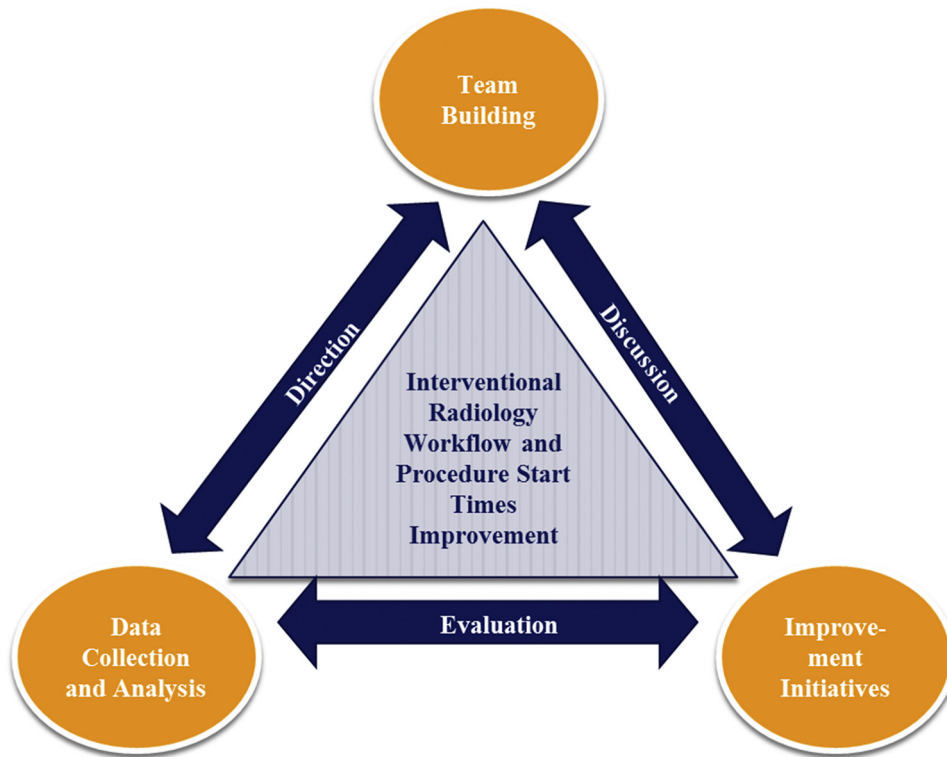 Team
Building
Direction
Discussion
Interventional
Radiology
Workflow and
Procedure Start
Times
Improvement
Data
Collection
and Analysis
Evaluation
Improve-
ment
Initiatives